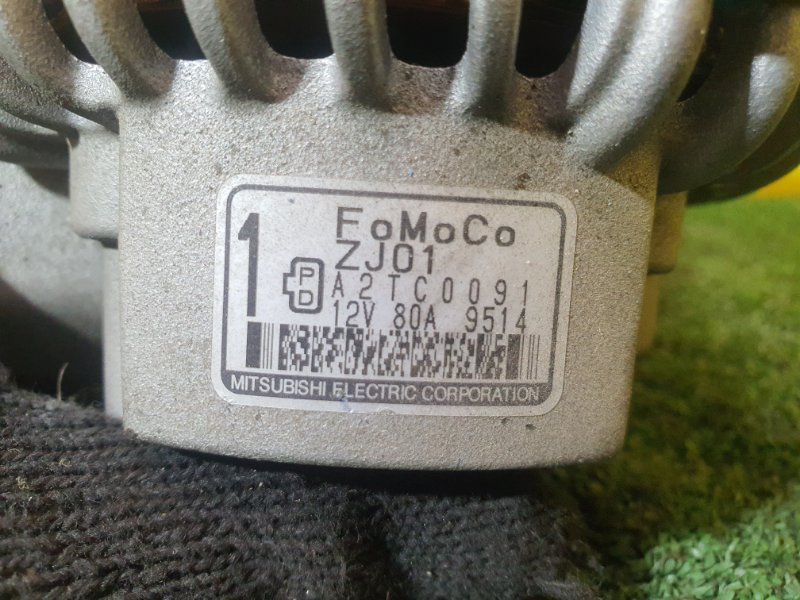 1
FoMoCo
ZJ01
P
D
A2TC0091
12V 80A 9514
MITSUBISHI ELECTRIC CORPORATION